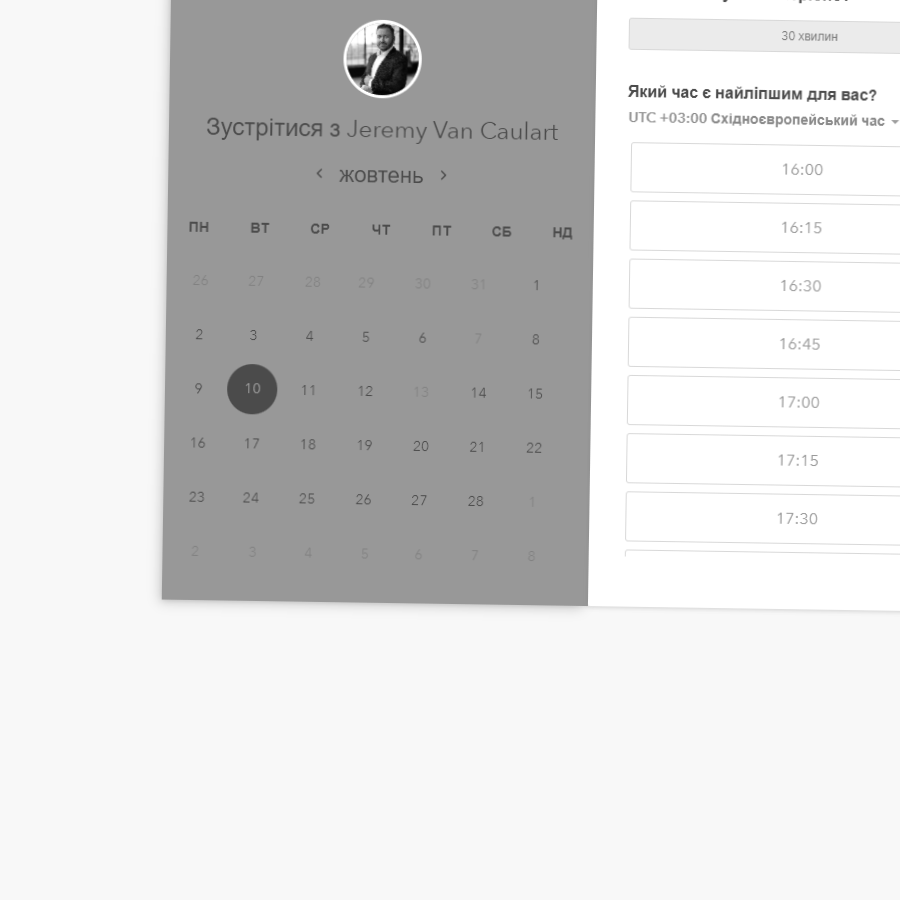 Зустрітися з Jeremy Van Caulart
‹ жовтень ›
ПН ВТ СР ЧТ ПТ СБ НД
26 27 28 29 30 31 1
2 3 4 5 6 7 8
9 10 11 12 13 14 15
16 17 18 19 20 21 22
23 24 25 26 27 28 1
2 3 4 5 6 7 8
30 хвилин
Який час є найліпшим для вас?
UTC +03:00 Східноєвропейський час
16:00
16:15
16:30
16:45
17:00
17:15
17:30